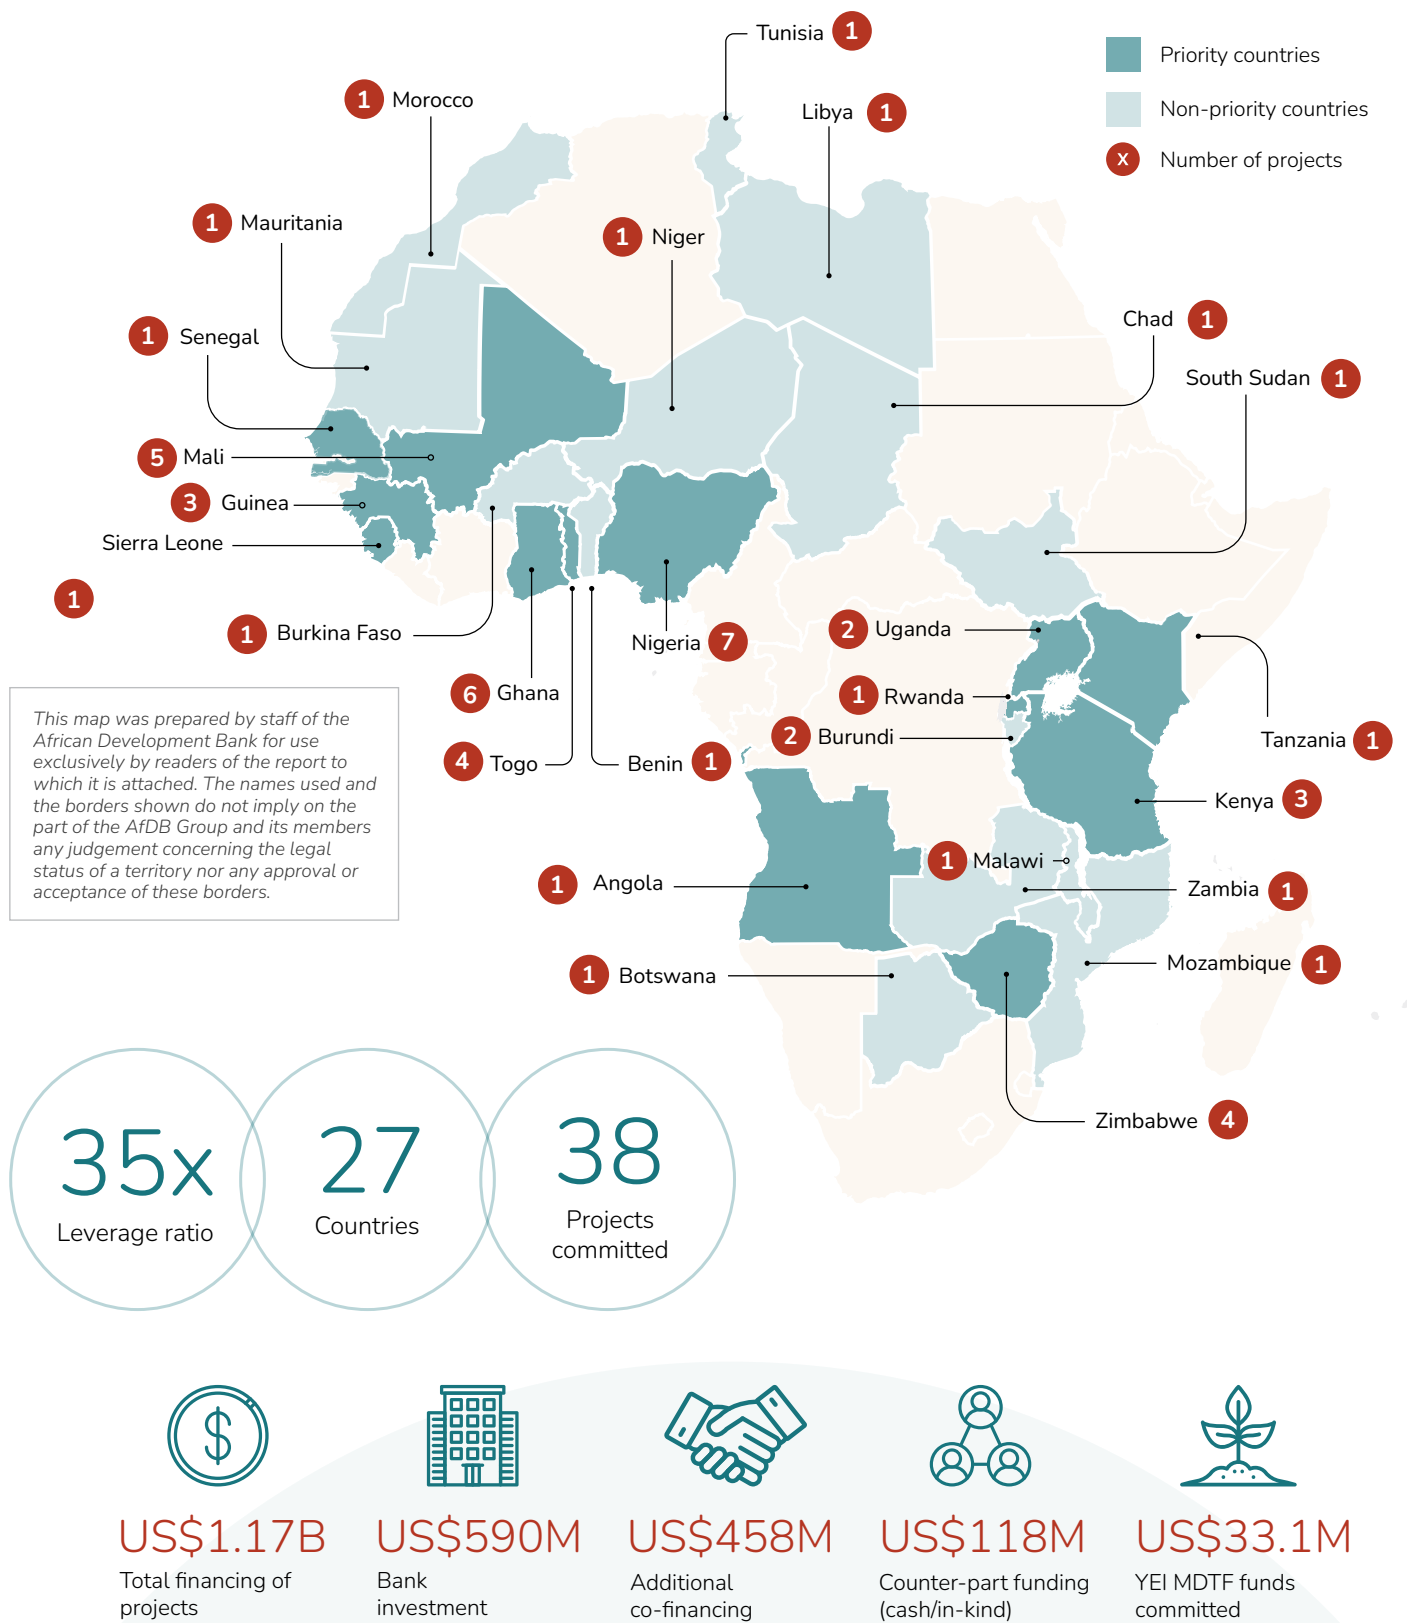 Tunisia 1
Priority countries
1 Morocco
Non-priority countries
Libya 1
x Number of projects
1 Mauritania
1 Niger
Chad 1
1 Senegal
South Sudan 1
5 Mali
3 Guinea
Sierra Leone
1
1 Burkina Faso
Nigeria 7
2 Uganda
6 Ghana
1 Rwanda
2 Burundi
Tanzania 1
4 Togo
Benin 1
Kenya 3
This map was prepared by staff of the
African Development Bank for use
exclusively by readers of the report to
which it is attached. The names used and
the borders shown do not imply on the
part of the AfDB Group and its members
any judgement concerning the legal
status of a territory nor any approval or
acceptance of these borders.
1 Malawi
1 Angola
Zambia 1
1 Botswana
Mozambique 1
Zimbabwe 4
35x
Leverage ratio
27
Countries
38
Projects
committed
US$1.17B
Total financing of
projects
US$590M
Bank
investment
US$458M
Additional
co-financing
US$118M
Counter-part funding
(cash/in-kind)
US$33.1M
YEI MDTF funds
committed